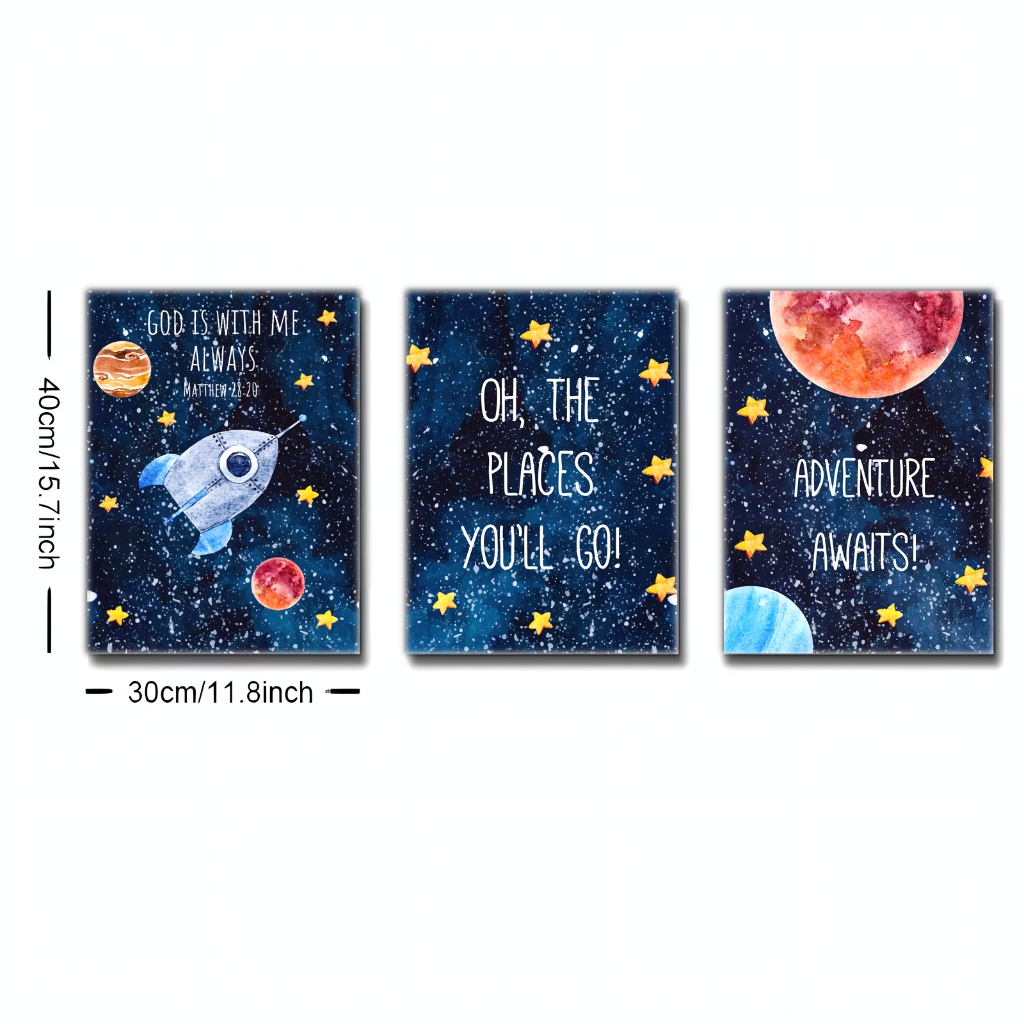 GOD IS WITH ME
ALWAYS
MATTHEW 28:20
OH, THE
PLACES
YOU'LL GO!
ADVENTURE
AWAITS!
40cm/15.7inch
30cm/11.8inch